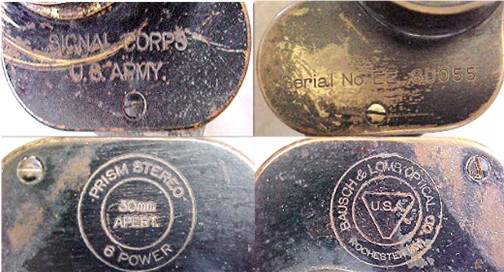 SIGNAL CORPS
U.S. ARMY.
Serial No EE 80055
PRISM STEREO
30mm
APERT.
6 POWER
BAUSCH & LOMB OPTICAL CO.
U.S.A.
ROCHESTER, N.Y.